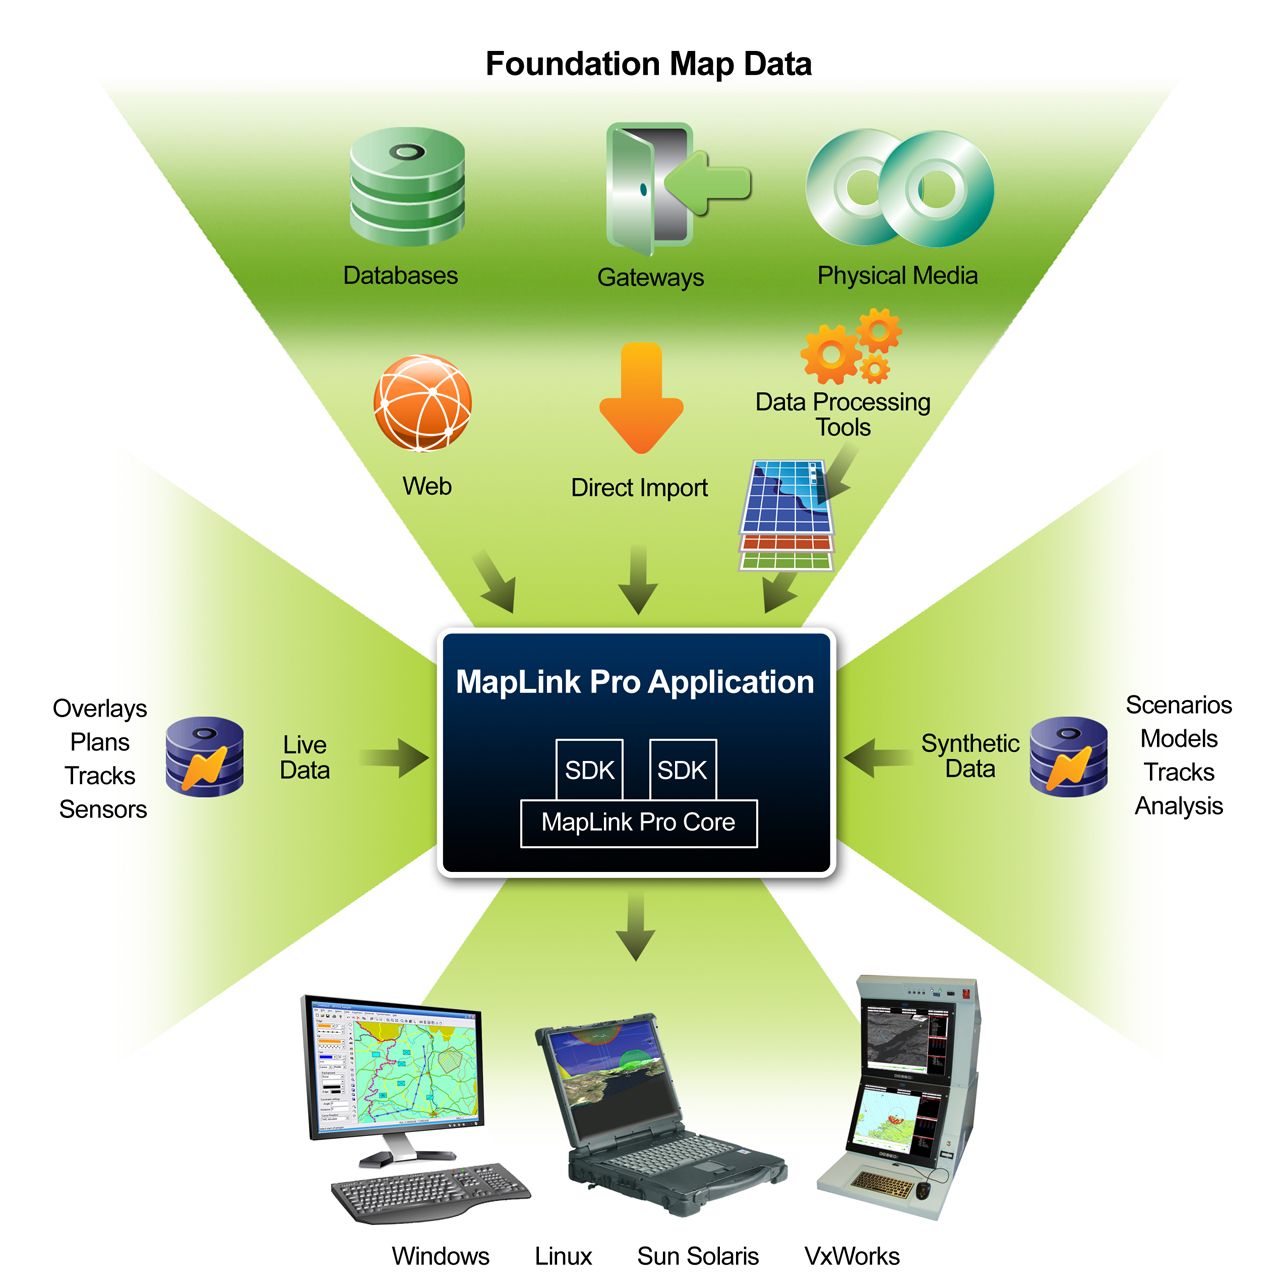 Foundation Map Data
Databases
Gateways
Physical Media
Web
Direct Import
Data Processing
Tools
MapLink Pro Application
SDK
SDK
MapLink Pro Core
Overlays
Plans
Tracks
Sensors
Live
Data
Synthetic
Data
Scenarios
Models
Tracks
Analysis
Windows
Linux
Sun Solaris
VxWorks